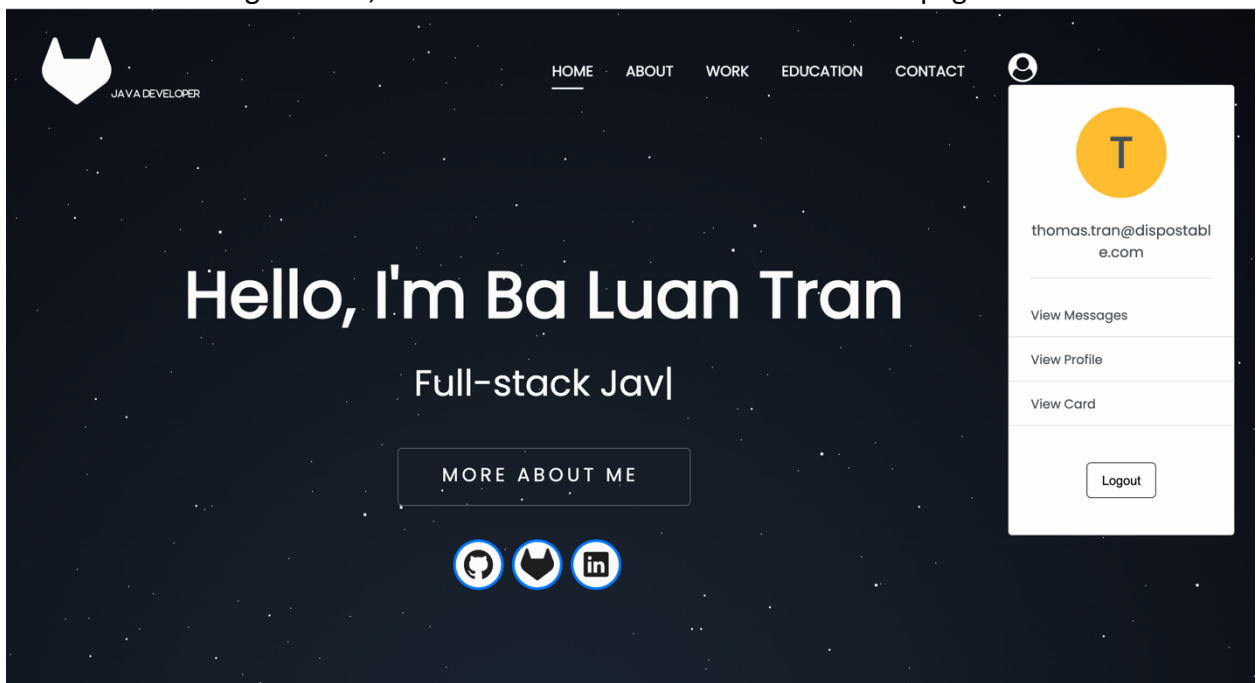 HOME ABOUT WORK EDUCATION CONTACT
JAVA DEVELOPER
T
thomas.tran@dispostabl
e.com
Hello, I'm Ba Luan Tran
View Messages
View Profile
Full-stack Jav|
View Card
MORE ABOUT ME
Logout
in